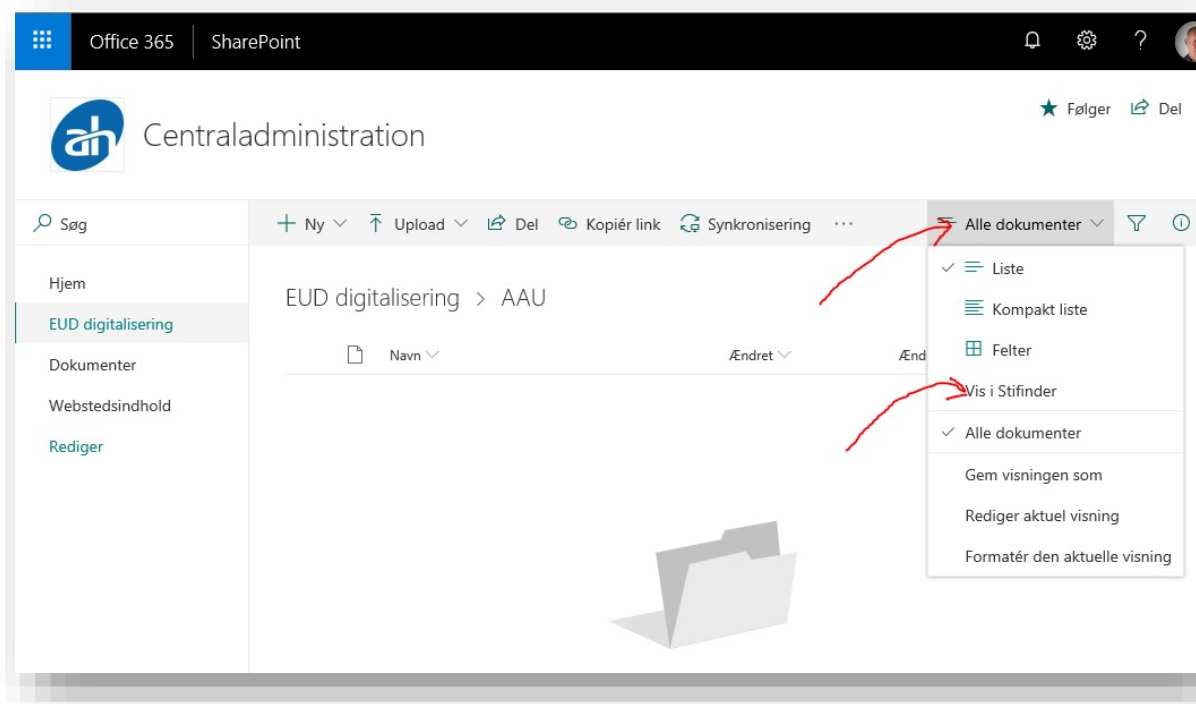 Office 365 SharePoint ?
ah Centraladministration
Følger Del
Søg
Ny Upload Del Kopiér link Synkronisering ... Alle dokumenter
Hjem
EUD digitalisering
Dokumenter
Webstedsindhold
Rediger
EUD digitalisering > AAU
Navn Ændret Ænd
Liste
Kompakt liste
Felter
Vis i Stifinder
Alle dokumenter
Gem visningen som
Rediger aktuel visning
Formatér den aktuelle visning